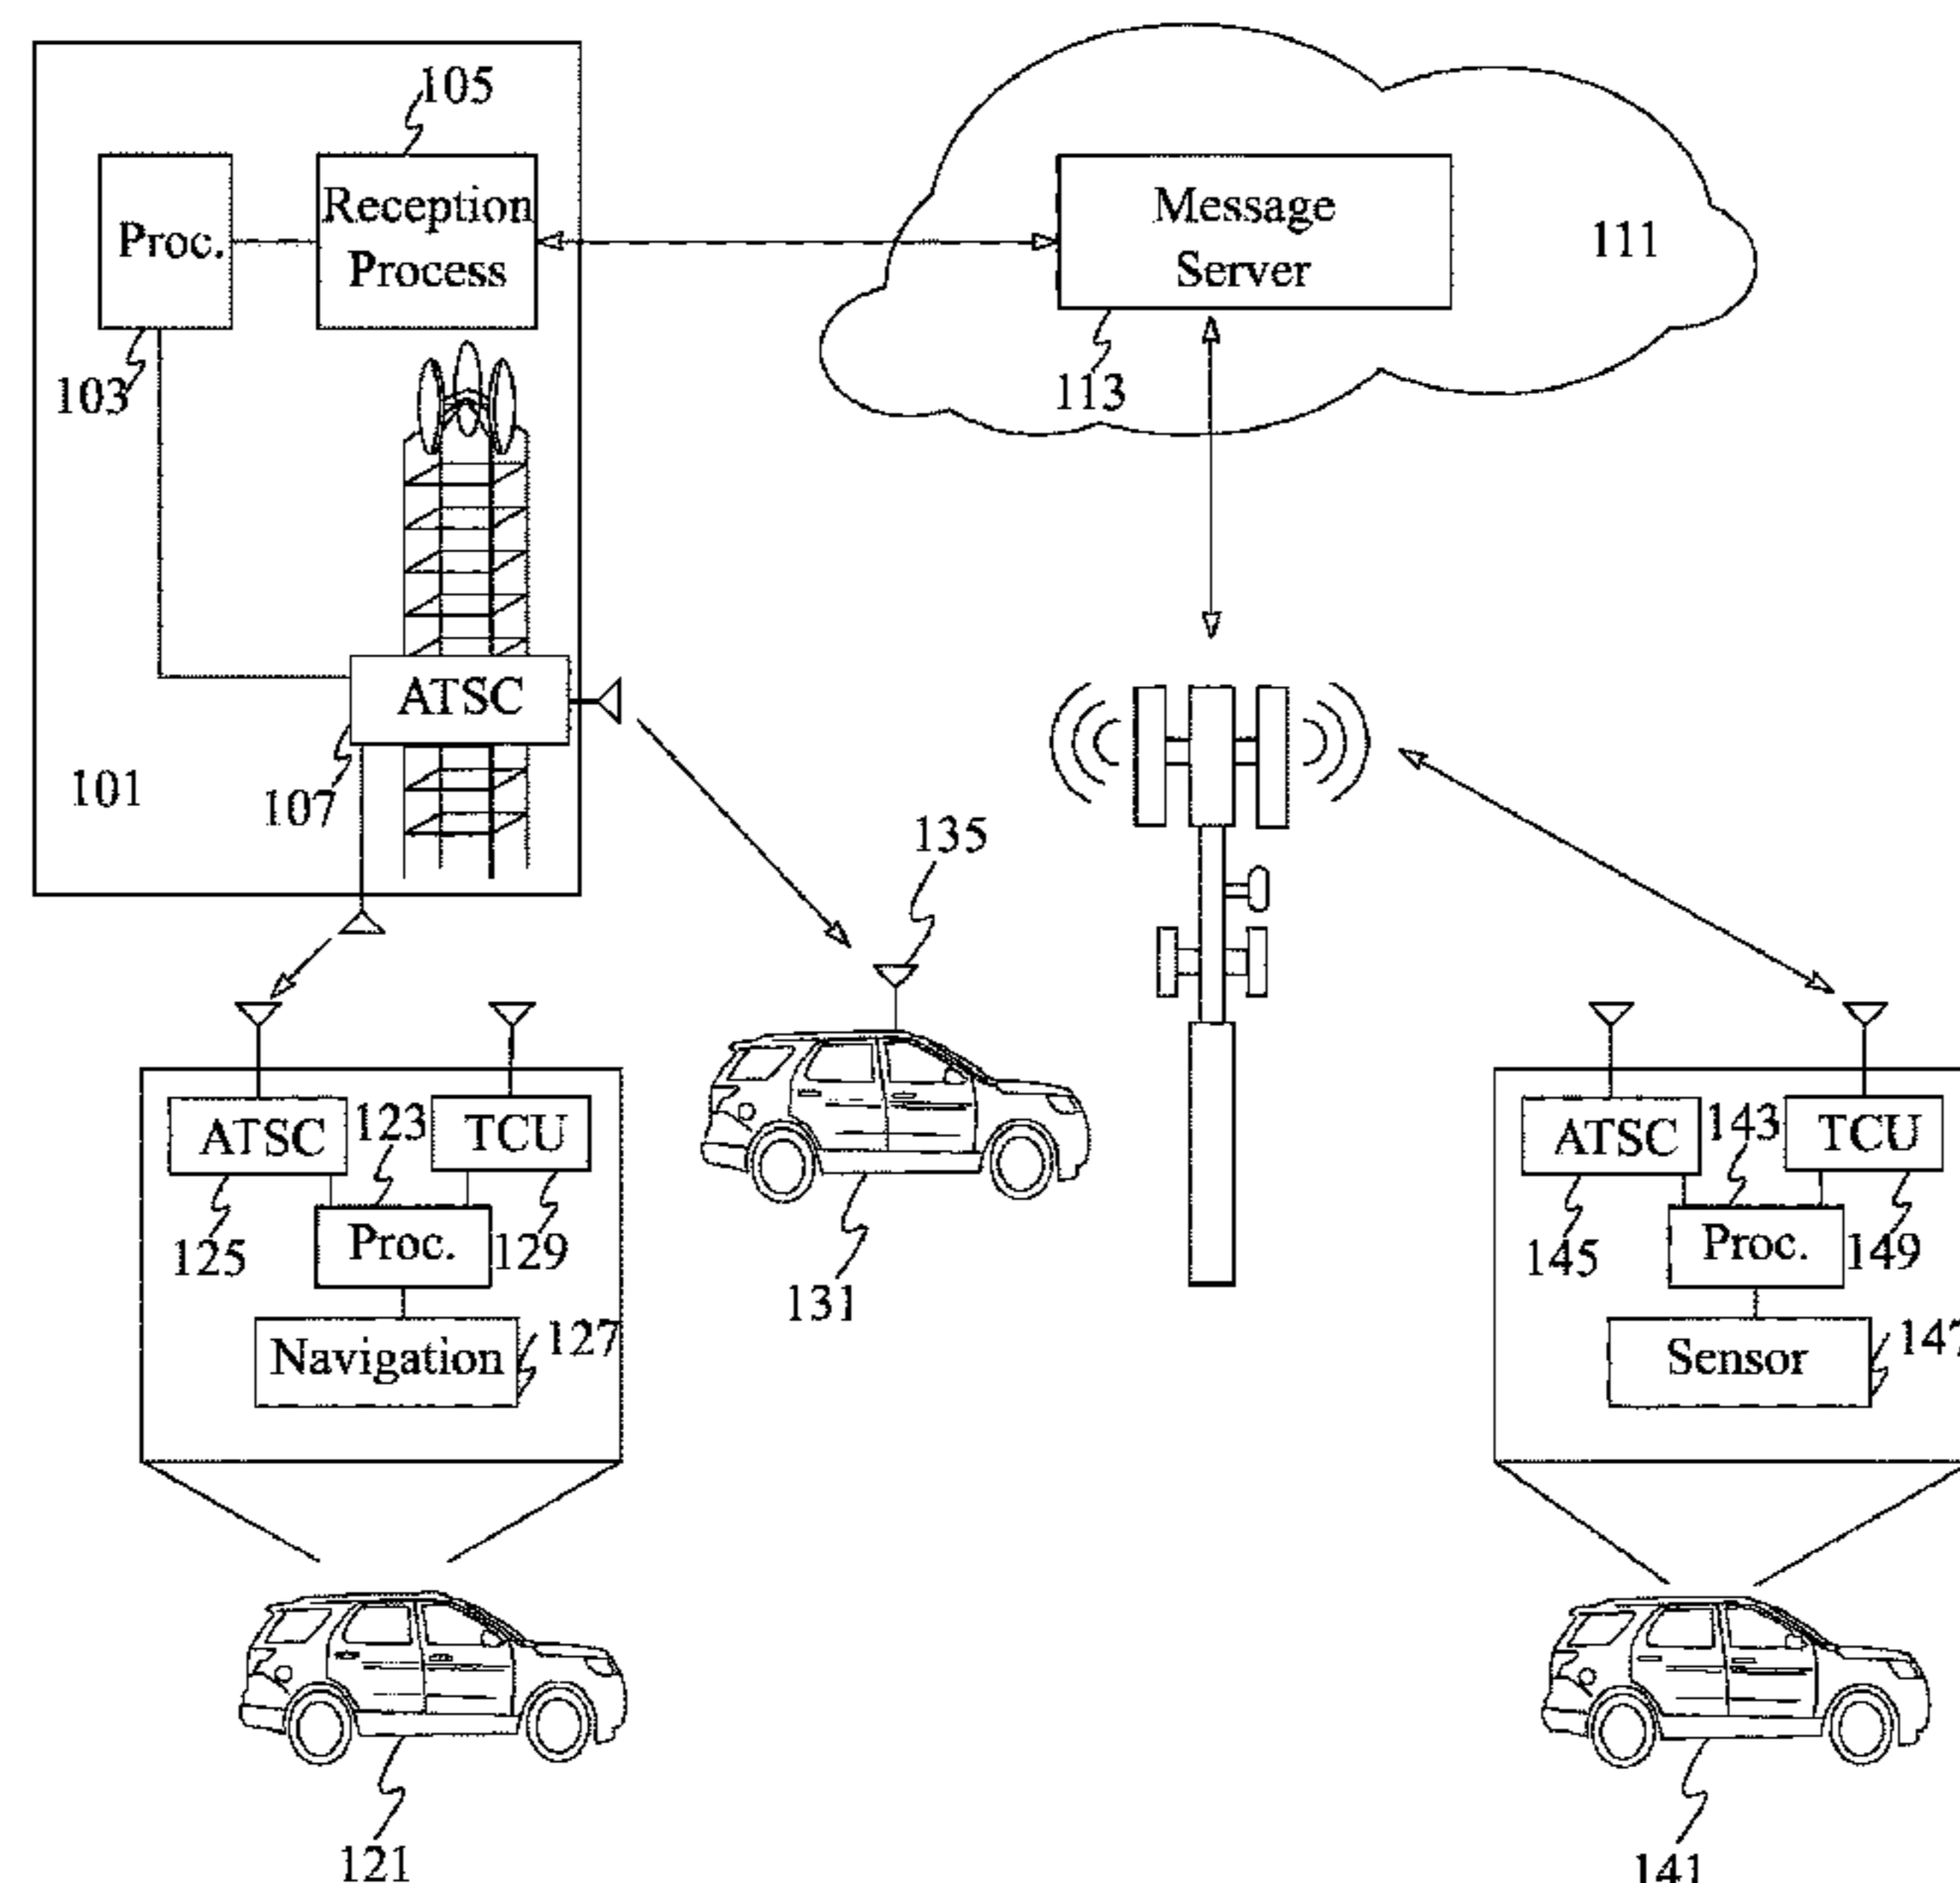 105
Proc.
Reception
Process
103
Message
Server
111
113
ATSC
101
107
135
ATSC
123
TCU
125
Proc.
129
Navigation
127
131
ATSC
143
TCU
145
Proc.
149
Sensor
147
121
141